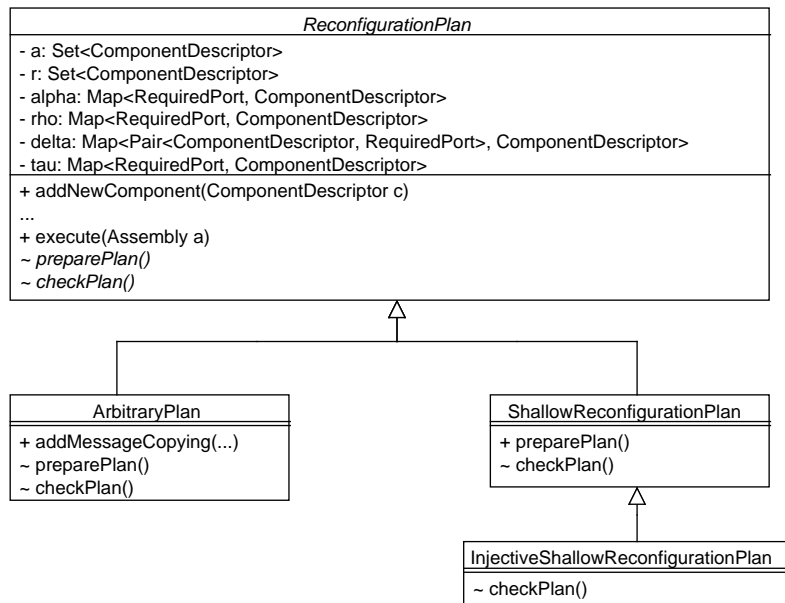 ReconfigurationPlan
- a: Set<ComponentDescriptor>
- r: Set<ComponentDescriptor>
- alpha: Map<RequiredPort, ComponentDescriptor>
- rho: Map<RequiredPort, ComponentDescriptor>
- delta: Map<Pair<ComponentDescriptor, RequiredPort>, ComponentDescriptor>
- tau: Map<RequiredPort, ComponentDescriptor>
+ addNewComponent(ComponentDescriptor c)
...
+ execute(Assembly a)
~ preparePlan()
~ checkPlan()
ArbitraryPlan
+ addMessageCopying(...)
~ preparePlan()
~ checkPlan()
ShallowReconfigurationPlan
+ preparePlan()
~ checkPlan()
InjectiveShallowReconfigurationPlan
~ checkPlan()